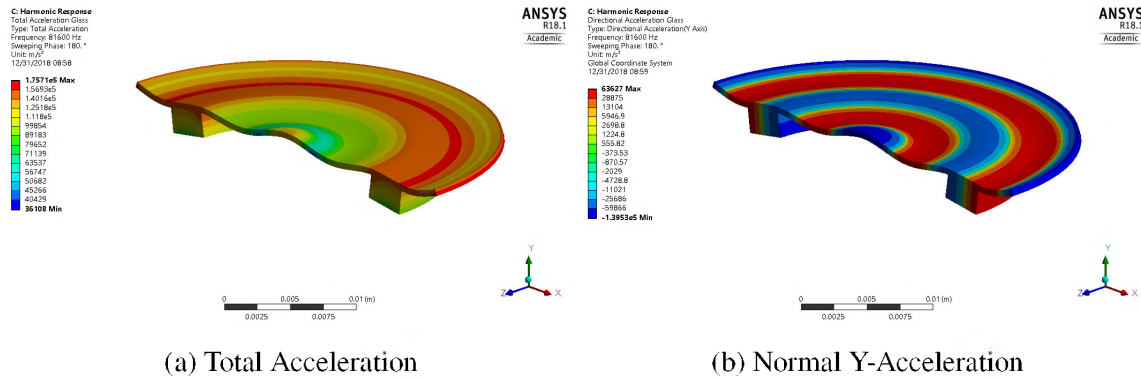 C: Harmonic Response
Total Acceleration Glass
Type: Total Acceleration
Frequency: 81600 Hz
Sweeping Phase: 180. °
Unit: m/s²
12/31/2018 08:58
1.7571e5 Max
1.5693e5
1.4016e5
1.2518e5
1.118e5
99854
89183
79652
71139
63537
56747
50682
45266
40429
36108 Min
ANSYS
R18.1
Academic
Y
Z
X
0
0.005
0.01 (m)
0.0025
0.0075
(a) Total Acceleration
C: Harmonic Response
Directional Acceleration Glass
Type: Directional Acceleration(Y Axis)
Frequency: 81600 Hz
Sweeping Phase: 180. °
Unit: m/s²
Global Coordinate System
12/31/2018 08:59
63627 Max
28875
13104
5946.9
2698.8
1224.8
555.82
-373.53
-870.57
-2029
-4728.8
-11021
-25686
-59866
-1.3953e5 Min
ANSYS
R18.1
Academic
Y
Z
X
0
0.005
0.01 (m)
0.0025
0.0075
(b) Normal Y-Acceleration